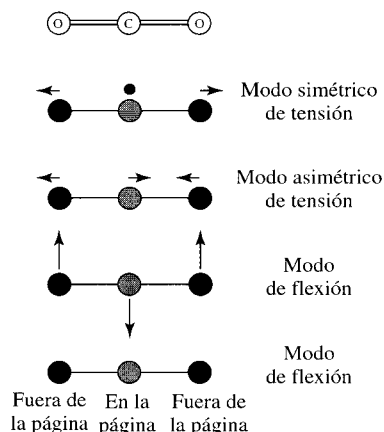 O C O
Modo simétrico
de tensión
Modo asimétrico
de tensión
Modo
de flexión
Modo
de flexión
Fuera de En la Fuera de
la página página la página